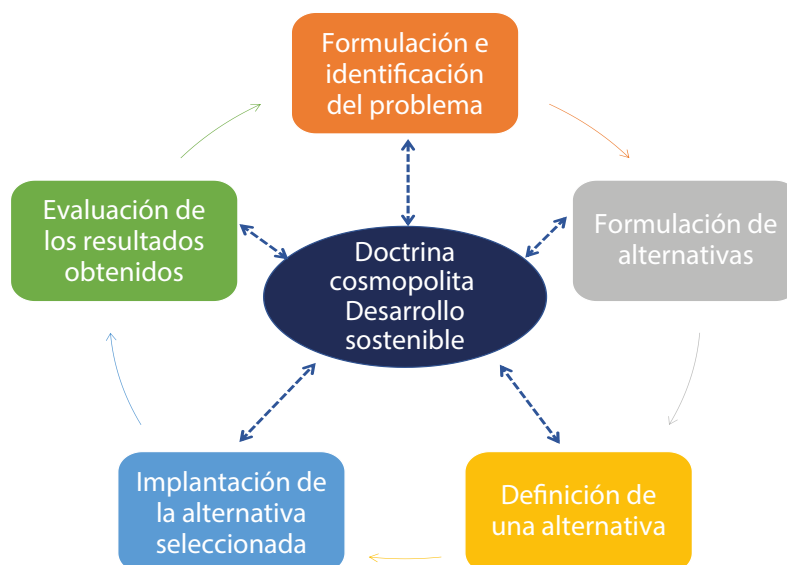 Formulación e
identificación
del problema
Formulación de
alternativas
Definición de
una alternativa
Implantación de
la alternativa
seleccionada
Evaluación de
los resultados
obtenidos
Doctrina
cosmopolita
Desarrollo
sostenible